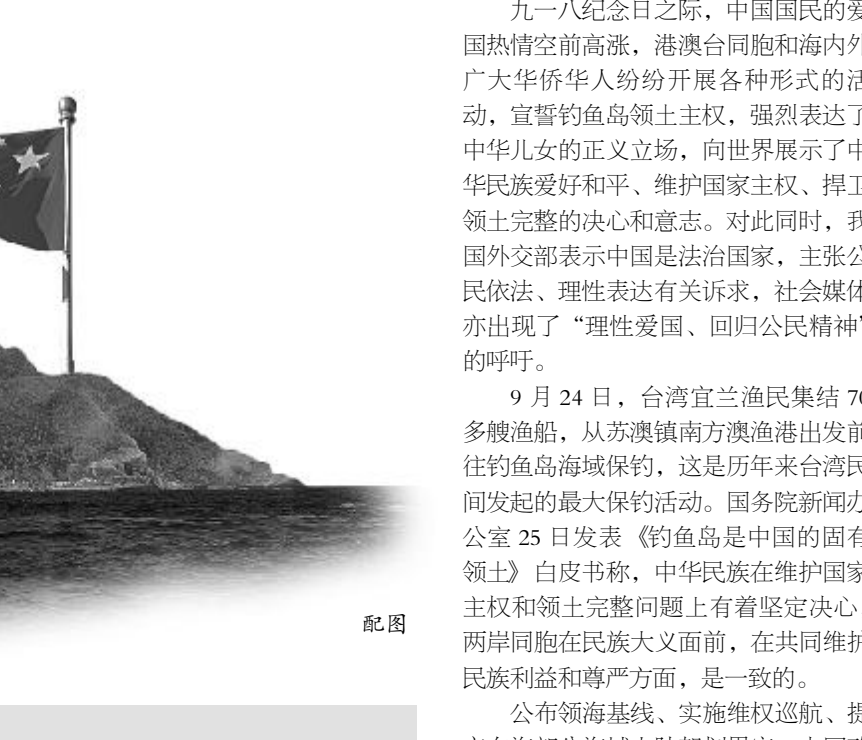 九一八纪念日之际，中国国民的爱
国热情空前高涨，港澳台同胞和海内外
广大华侨华人纷纷开展各种形式的活
动，宣誓钓鱼岛领土主权，强烈表达了
中华儿女的正义立场，向世界展示了中
华民族爱好和平、维护国家主权、捍卫
领土完整的决心和意志。对此同时，我
国外交部表示中国是法治国家，主张公
民依法、理性表达有关诉求，社会媒体
亦出现了“理性爱国、回归公民精神”
的呼吁。
9 月 24 日，台湾宜兰渔民集结 70
多艘渔船，从苏澳镇南方澳渔港出发前
往钓鱼岛海域保钓，这是历年来台湾民
间发起的最大保钓活动。国务院新闻办
公室 25 日发表《钓鱼岛是中国的固有
领土》白皮书称，中华民族在维护国家
主权和领土完整问题上有着坚定决心，
两岸同胞在民族大义面前，在共同维护
民族利益和尊严方面，是一致的。
公布领海基线、实施维权巡航、提
配图